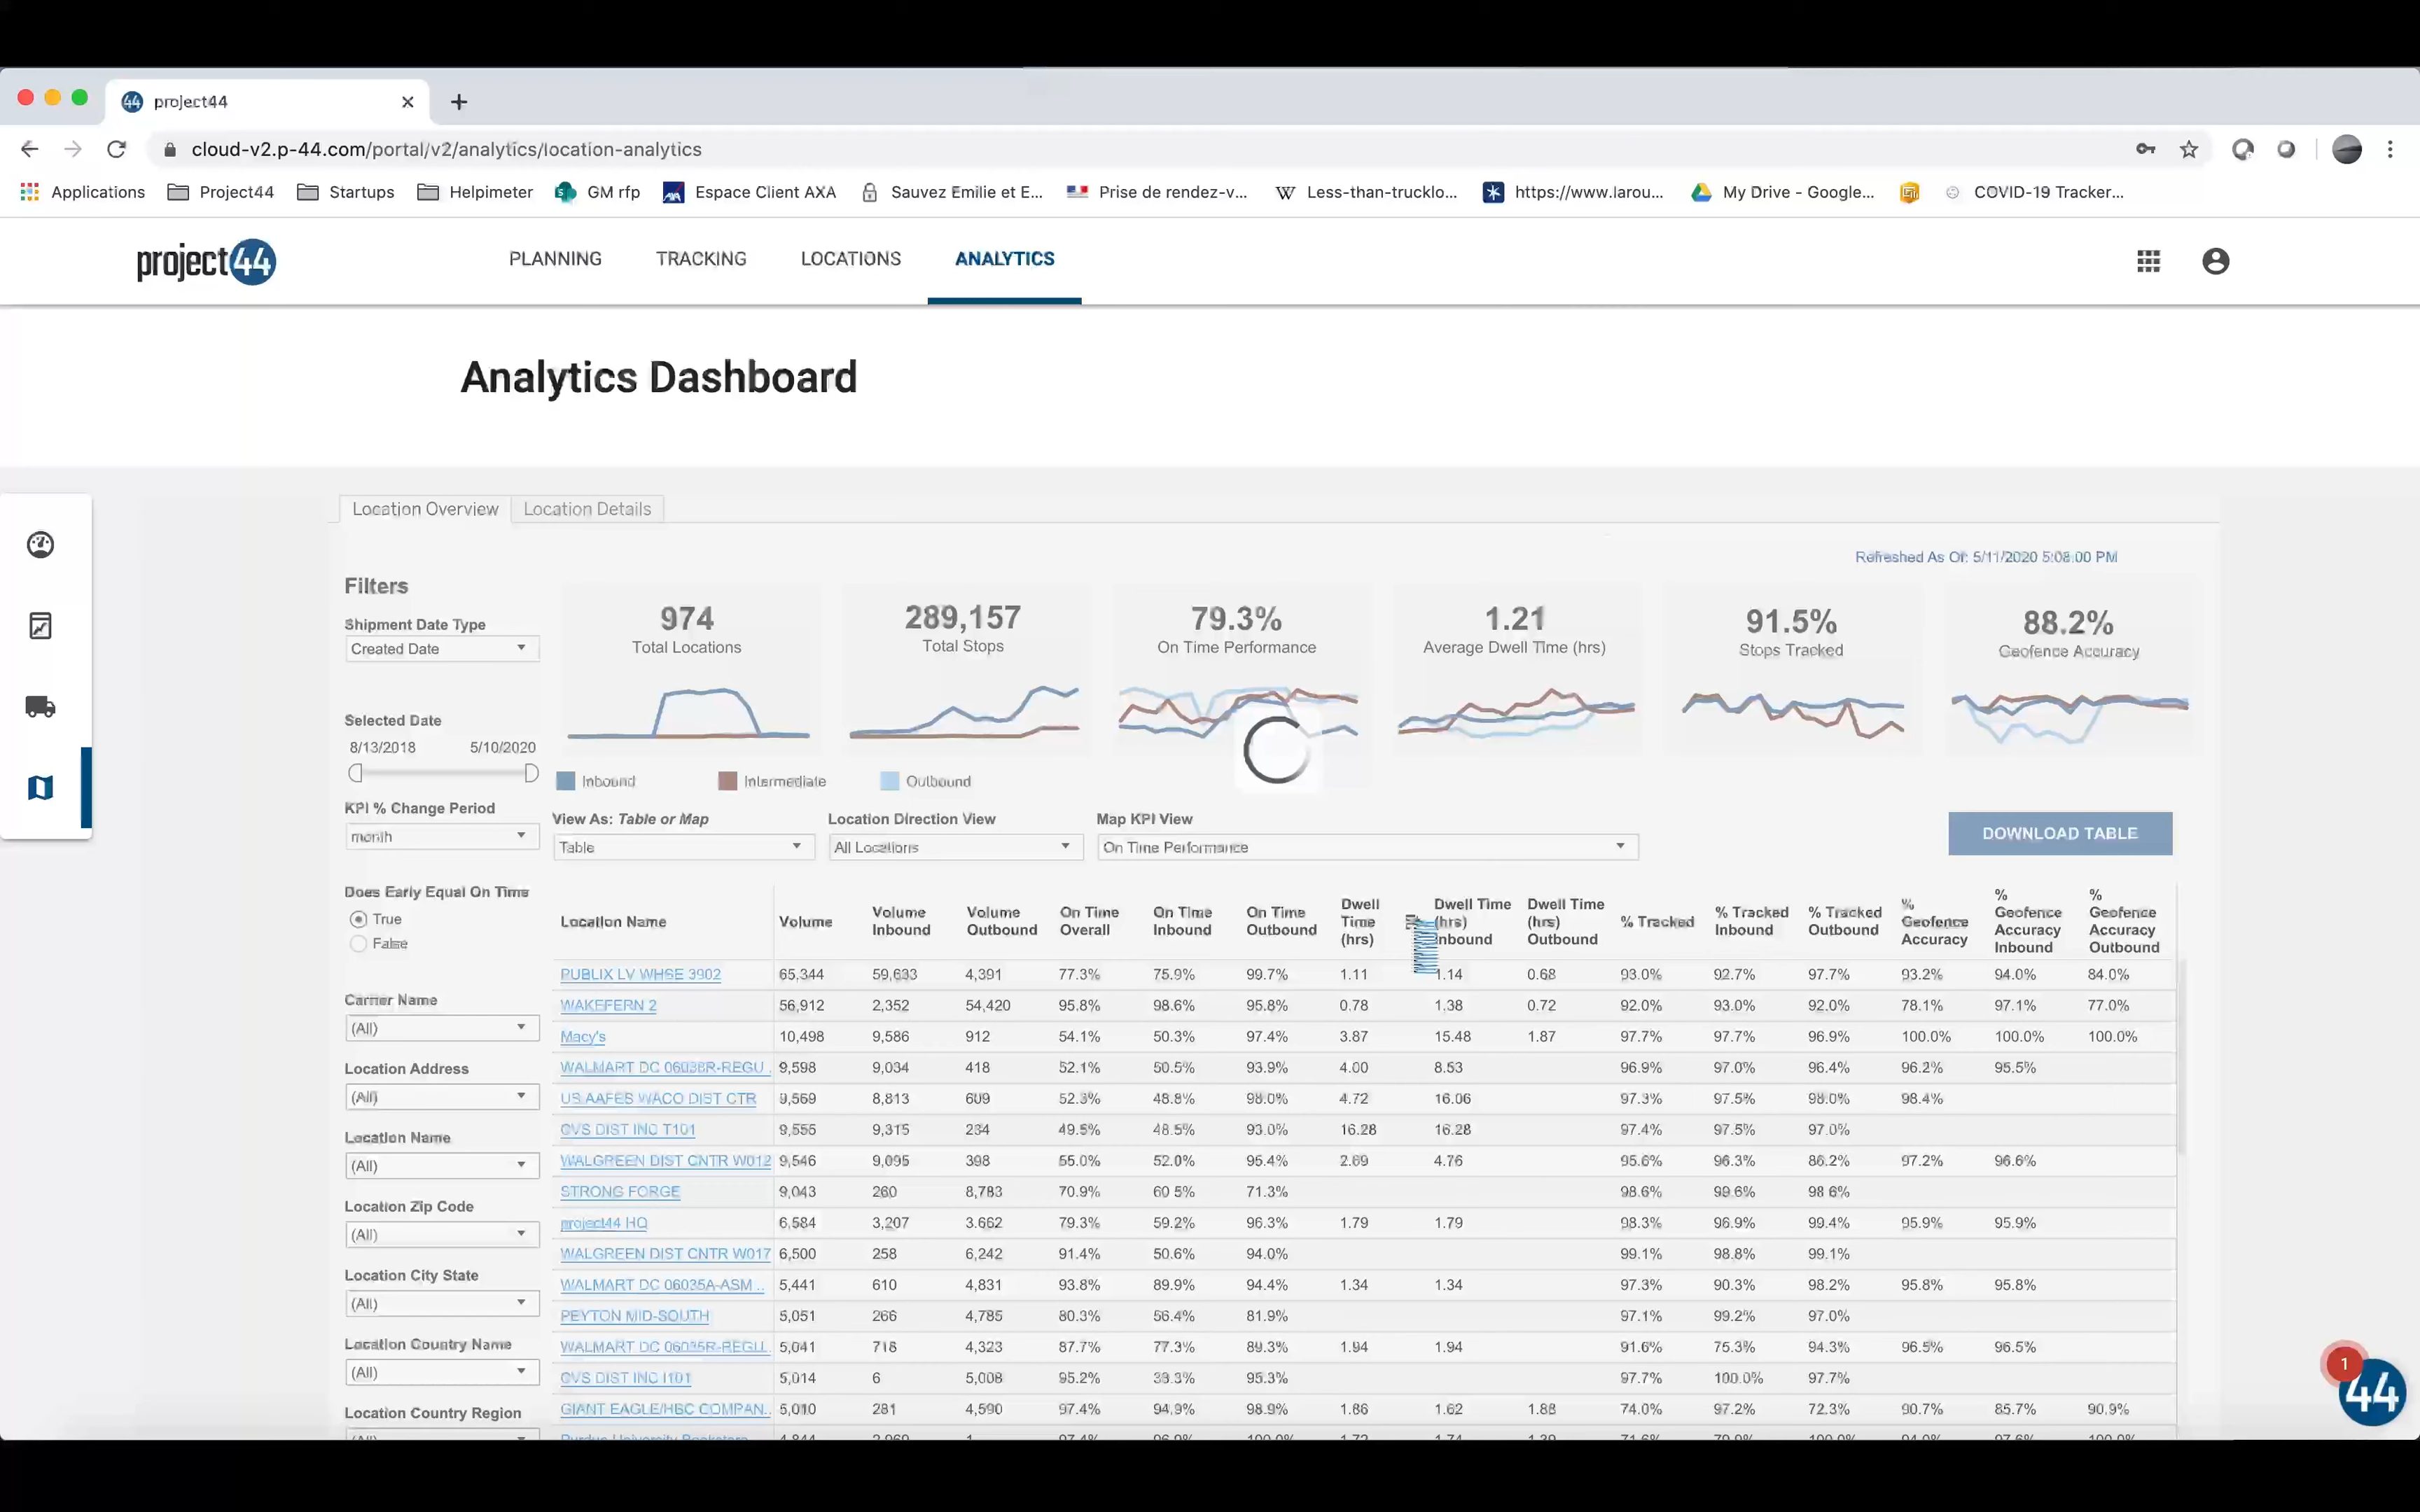 project44
cloud-v2.p-44.com/portal/v2/analytics/location-analytics
Applications Project44 Startups Helpimeter GM rfp Espace Client AXA Sauvez Emilie et E... Prise de rendez-v... Less-than-trucklo... https://www.larou... My Drive - Google... COVID-19 Tracker...
project44 PLANNING TRACKING LOCATIONS ANALYTICS
Analytics Dashboard
Location Overview Location Details
Refreshed As Of: 5/11/2020 5:08:00 PM
Filters
974 289,157 79.3% 1.21 91.5% 88.2%
Total Locations Total Stops On Time Performance Average Dwell Time (hrs) Stops Tracked Geofence Accuracy
Shipment Date Type
Created Date
Selected Date
8/13/2018 5/10/2020
Inbound Intermediate Outbound
KPI % Change Period
month
View As: Table or Map Location Direction View Map KPI View
Table All Locations On Time Performance
DOWNLOAD TABLE
Does Early Equal On Time
True
False
Carrier Name
(All)
Location Address
(All)
Location Name
(All)
Location Zip Code
(All)
Location City State
(All)
Location Country Name
(All)
Location Country Region
Location Name Volume Volume Inbound Volume Outbound On Time Overall On Time Inbound On Time Outbound Dwell Time (hrs) Dwell Time (hrs) Inbound Dwell Time (hrs) Outbound % Tracked % Tracked Inbound % Tracked Outbound % Geofence Accuracy % Geofence Accuracy Inbound % Geofence Accuracy Outbound
PUBLIX LV WHSE 3902 65,344 59,633 4,391 77.3% 75.9% 99.7% 1.11 1.14 0.68 93.0% 92.7% 97.7% 93.2% 94.0% 84.0%
WAKEFERN 2 56,912 2,352 54,420 95.8% 98.6% 95.8% 0.78 1.38 0.72 92.0% 93.0% 92.0% 78.1% 97.1% 77.0%
Macy's 10,498 9,586 912 54.1% 50.3% 97.4% 3.87 15.48 1.87 97.7% 97.7% 96.9% 100.0% 100.0% 100.0%
WALMART DC 06038R-REGU.. 9,598 9,034 418 52.1% 50.5% 93.9% 4.00 8.53 96.9% 97.0% 96.4% 96.2% 95.5%
US AAFES WACO DIST CTR 9,569 8,813 609 52.3% 48.8% 98.0% 4.72 16.06 97.3% 97.5% 98.0% 98.4%
CVS DIST INC T101 9,555 9,315 234 49.5% 48.5% 93.0% 16.28 16.28 97.4% 97.5% 97.0%
WALGREEN DIST CNTR W012 9,546 9,095 398 55.0% 52.0% 95.4% 4.76 95.6% 96.3% 86.2% 97.2% 96.6%
STRONG FORGE 9,043 260 8,783 70.9% 60.5% 71.3% 98.6% 99.6% 98.6%
project44 HQ 6,584 3,207 3,662 79.3% 59.2% 96.3% 1.79 1.79 98.3% 96.9% 99.4% 95.9% 95.9%
WALGREEN DIST CNTR W017 6,500 258 6,242 91.4% 50.6% 94.0% 99.1% 98.8% 99.1%
WALMART DC 06035A-ASM .. 5,441 610 4,831 93.8% 89.9% 94.4% 1.34 1.34 97.3% 90.3% 98.2% 95.8% 95.8%
PEYTON MID-SOUTH 5,051 266 4,785 80.3% 56.4% 81.9% 97.1% 99.2% 97.0%
WALMART DC 06035R-REGU.. 5,041 718 4,323 87.7% 77.3% 89.3% 1.94 1.94 91.6% 75.3% 94.3% 96.5% 96.5%
CVS DIST INC I101 5,014 6 5,008 95.2% 33.3% 95.3% 97.7% 100.0% 97.7%
GIANT EAGLE/HBC COMPAN.. 5,010 281 4,590 97.4% 94.9% 98.9% 1.86 1.62 1.88 74.0% 97.2% 72.3% 90.7% 85.7% 90.9%
1
44